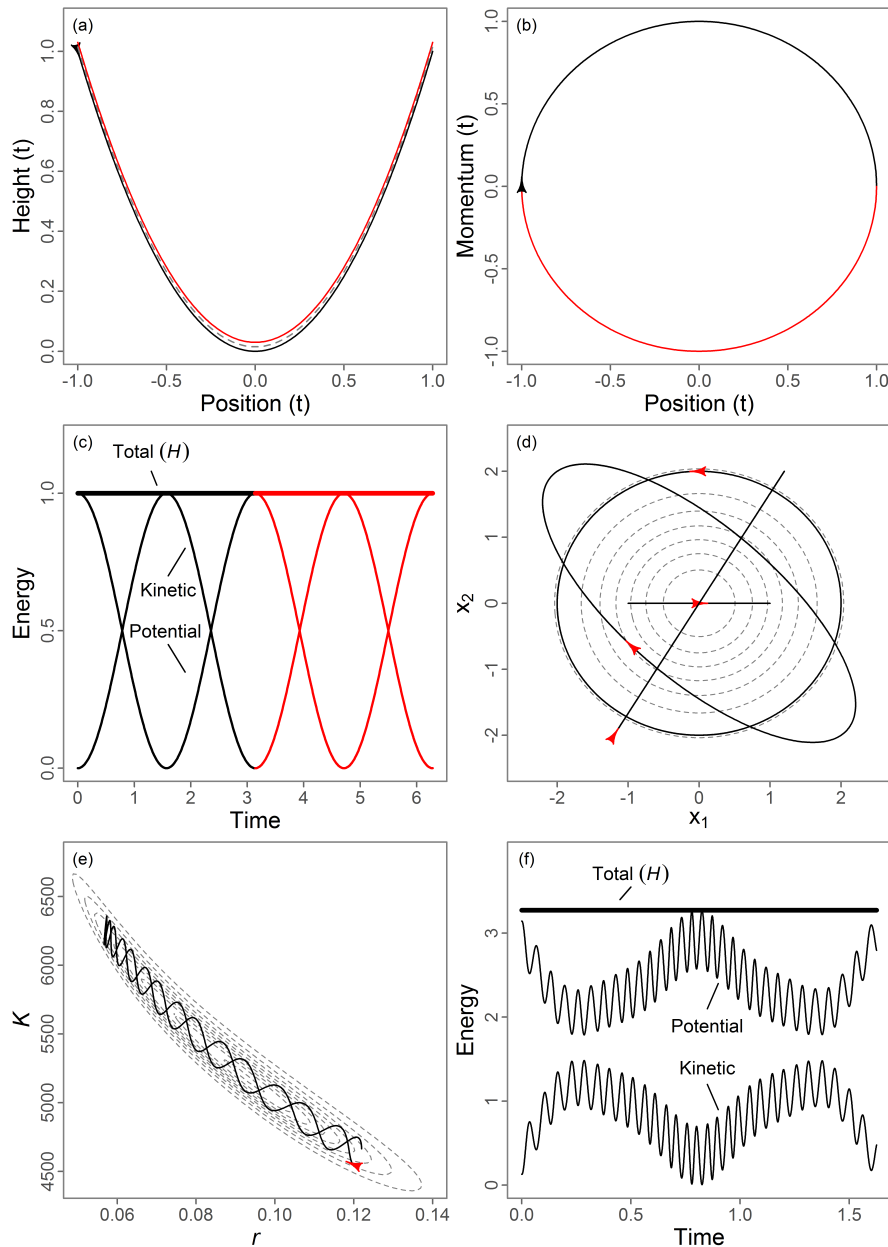 (a)
Height (t)
0.0 0.2 0.4 0.6 0.8 1.0
-1.0 -0.5 0.0 0.5 1.0
Position (t)
(b)
Momentum (t)
-1.0 -0.5 0.0 0.5 1.0
-1.0 -0.5 0.0 0.5 1.0
Position (t)
(c)
Total (H)
Kinetic
Potential
Energy
0.0 0.5 1.0
0 1 2 3 4 5 6
Time
(d)
x2
-2 -1 0 1 2
-2 -1 0 1 2
x1
(e)
K
4500 5000 5500 6000 6500
0.06 0.08 0.10 0.12 0.14
r
(f)
Total (H)
Potential
Kinetic
Energy
0 1 2 3
0.0 0.5 1.0 1.5
Time